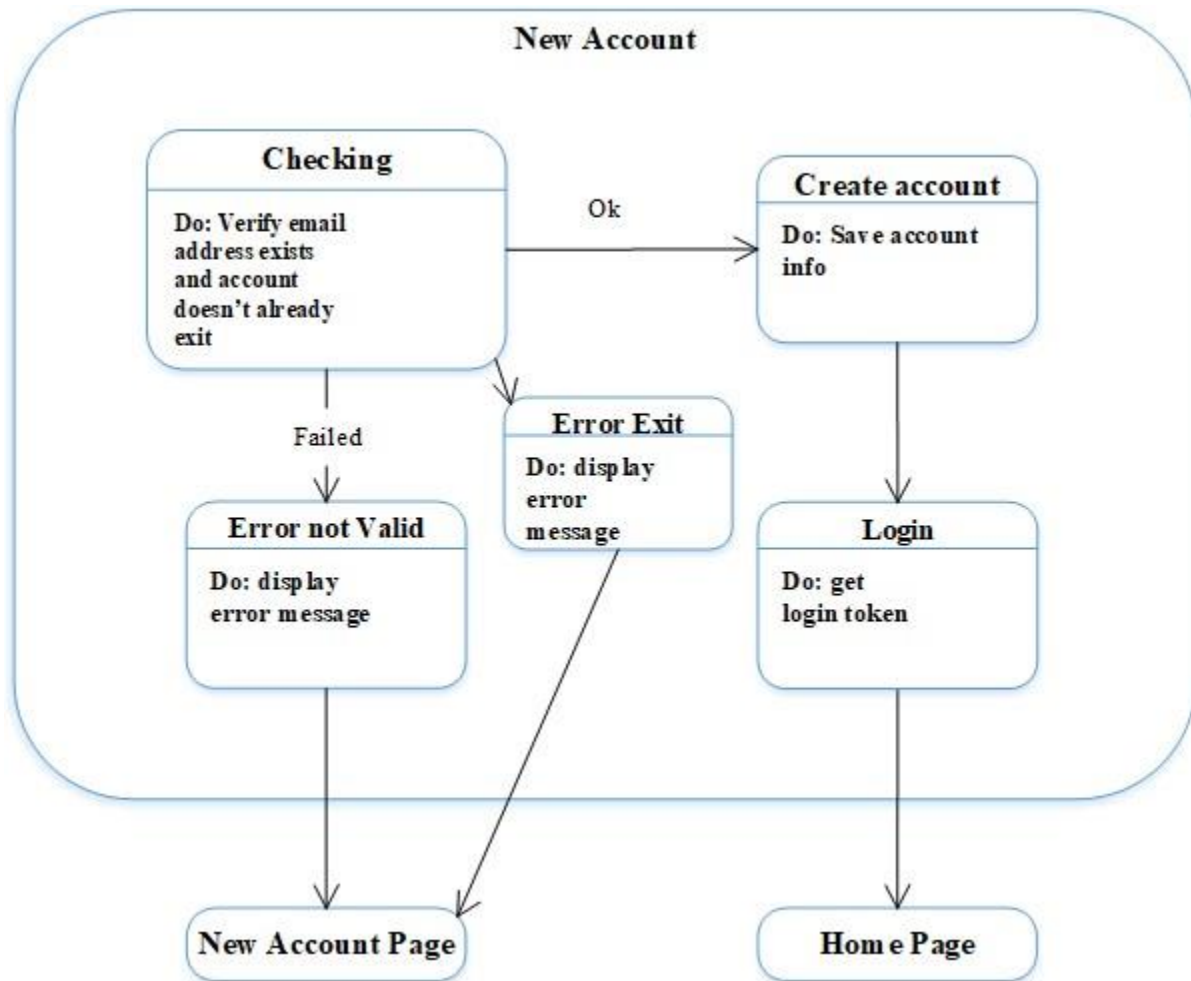 New Account
Checking
Do: Verify email
address exists
and account
doesn't already
exit
Ok
Create account
Do: Save account
info
Failed
Error Exit
Do: display
error
message
Error not Valid
Do: display
error message
Login
Do: get
login token
New Account Page
Home Page